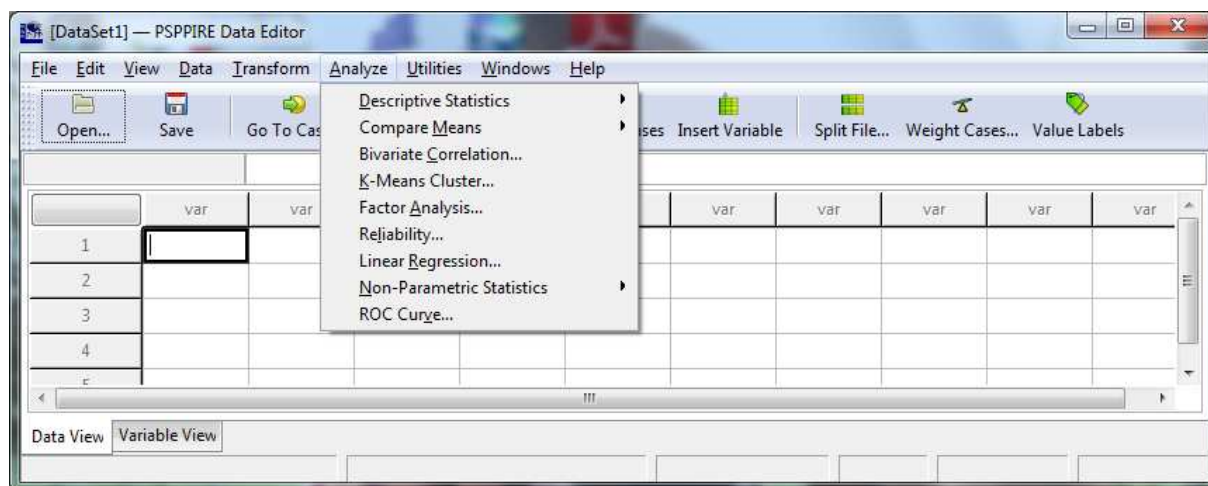 [DataSet1] — PSPPIRE Data Editor
File Edit View Data Transform Analyze Utilities Windows Help
Open... Save Go To Cas ses Insert Variable Split File... Weight Cases... Value Labels
Descriptive Statistics
Compare Means
Bivariate Correlation...
K-Means Cluster...
Factor Analysis...
Reliability...
Linear Regression...
Non-Parametric Statistics
ROC Curve...
var var var var var var var
1
2
3
4
Data View Variable View